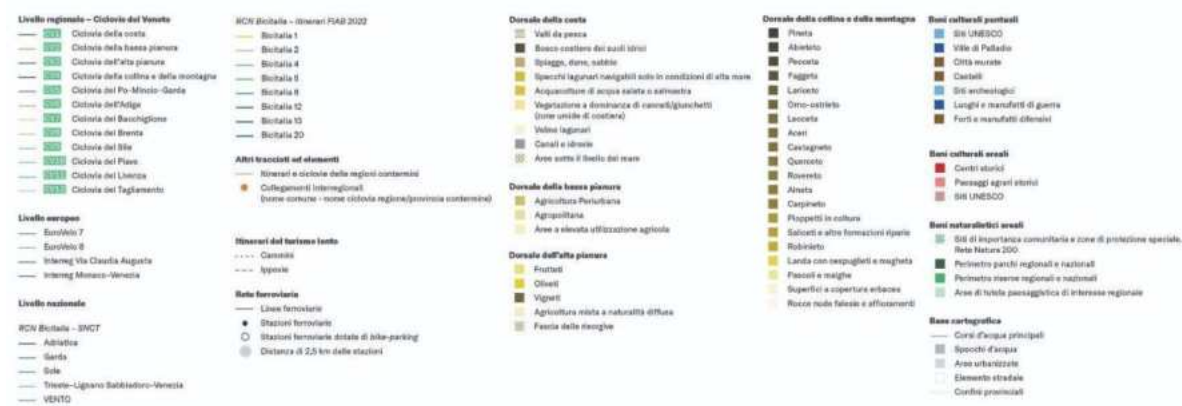 Livello regionale – Ciclovie del Veneto
Ciclovia della costa
Ciclovia della bassa pianura
Ciclovia dell'alta pianura
Ciclovia della collina e della montagna
Ciclovia del Po-Mincio-Garda
Ciclovia dell'Adige
Ciclovia del Bacchiglione
Ciclovia del Brenta
Ciclovia del Sile
Ciclovia del Piave
Ciclovia del Livenza
Ciclovia del Tagliamento
Livello europeo
EuroVelo 7
EuroVelo 8
Interreg Via Claudia Augusta
Interreg Monaco-Venezia
Livello nazionale
RCN Bicitalia – SNCT
Adriatica
Garda
Sole
Trieste-Lignano Sabbiadoro-Venezia
VENTO
RCN Bicitalia – Itinerari FIAB 2022
Bicitalia 1
Bicitalia 2
Bicitalia 4
Bicitalia 5
Bicitalia 8
Bicitalia 12
Bicitalia 13
Bicitalia 20
Altri tracciati ed elementi
Itinerari e ciclovie delle regioni contermini
Collegamenti interregionali
(nome comune - nome ciclovia regione/provincia contermine)
Itinerari del turismo lento
Cammini
Ippovie
Rete ferroviaria
Linee ferroviarie
Stazioni ferroviarie
Stazioni ferroviarie dotate di bike-parking
Distanza di 2,5 km dalle stazioni
Dorsale della costa
Valli da pesca
Bosco costiero dei suoli idrici
Spiagge, dune, sabbie
Specchi lagunari navigabili solo in condizioni di alta mare
Acquacolture di acqua salata o salmastra
Vegetazione a dominanza di canneti/giuncheti
(zone umide di costiera)
Velme lagunari
Canali e idrovie
Aree sotto il livello del mare
Dorsale della bassa pianura
Agricoltura Periurbana
Agropolitana
Aree a elevata utilizzazione agricola
Dorsale dell'alta pianura
Frutteti
Oliveti
Vigneti
Agricoltura mista a naturalità diffusa
Fascia delle risorgive
Dorsale della collina e della montagna
Pineta
Abieteto
Pecceta
Faggeta
Lariceto
Orno-ostrieto
Lecceta
Aceri
Castagneto
Querceto
Rovereto
Alneta
Carpineto
Pioppetti in coltura
Saliceti e altre formazioni riparie
Robinieto
Landa con cespuglieti e mugheta
Pascoli e malghe
Superfici a copertura erbacea
Rocce nude falesie e affioramenti
Beni culturali puntuali
Siti UNESCO
Ville di Palladio
Città murate
Castelli
Siti archeologici
Luoghi e manufatti di guerra
Forti e manufatti difensivi
Beni culturali areali
Centri storici
Paesaggi agrari storici
Siti UNESCO
Beni naturalistici areali
Siti di importanza comunitaria e zone di protezione speciale,
Rete Natura 200
Perimetro parchi regionali e nazionali
Perimetro riserve regionali e nazionali
Aree di tutela paesaggistica di interesse regionale
Base cartografica
Corsi d'acqua principali
Specchi d'acqua
Aree urbanizzate
Elemento stradale
Confini provinciali